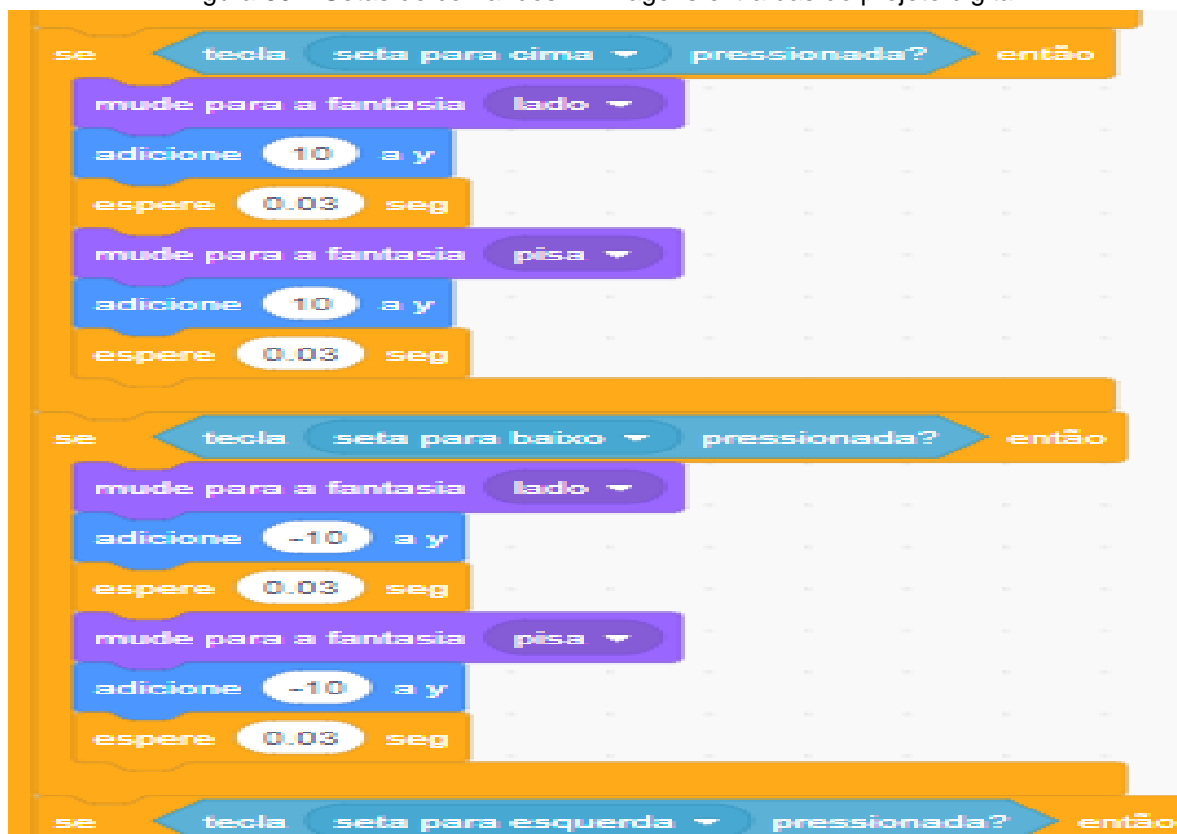 se tecla seta para cima pressionada? então
mude para a fantasia lado
adicione 10 a y
espere 0.03 seg
mude para a fantasia pisa
adicione 10 a y
espere 0.03 seg
se tecla seta para baixo pressionada? então
mude para a fantasia lado
adicione -10 a y
espere 0.03 seg
mude para a fantasia pisa
adicione -10 a y
espere 0.03 seg
se tecla seta para esquerda pressionada? então